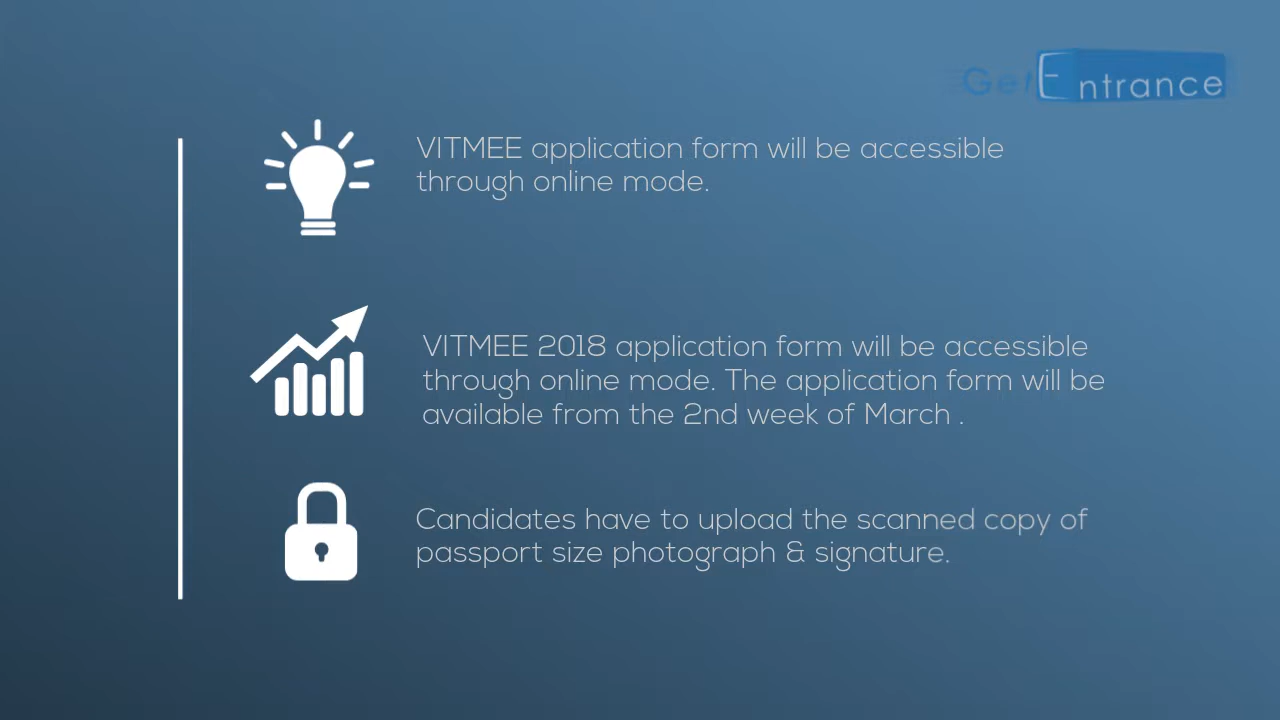 GetEntrance
VITMEE application form will be accessible
through online mode.
VITMEE 2018 application form will be accessible
through online mode. The application form will be
available from the 2nd week of March .
Candidates have to upload the scanned copy of
passport size photograph & signature.